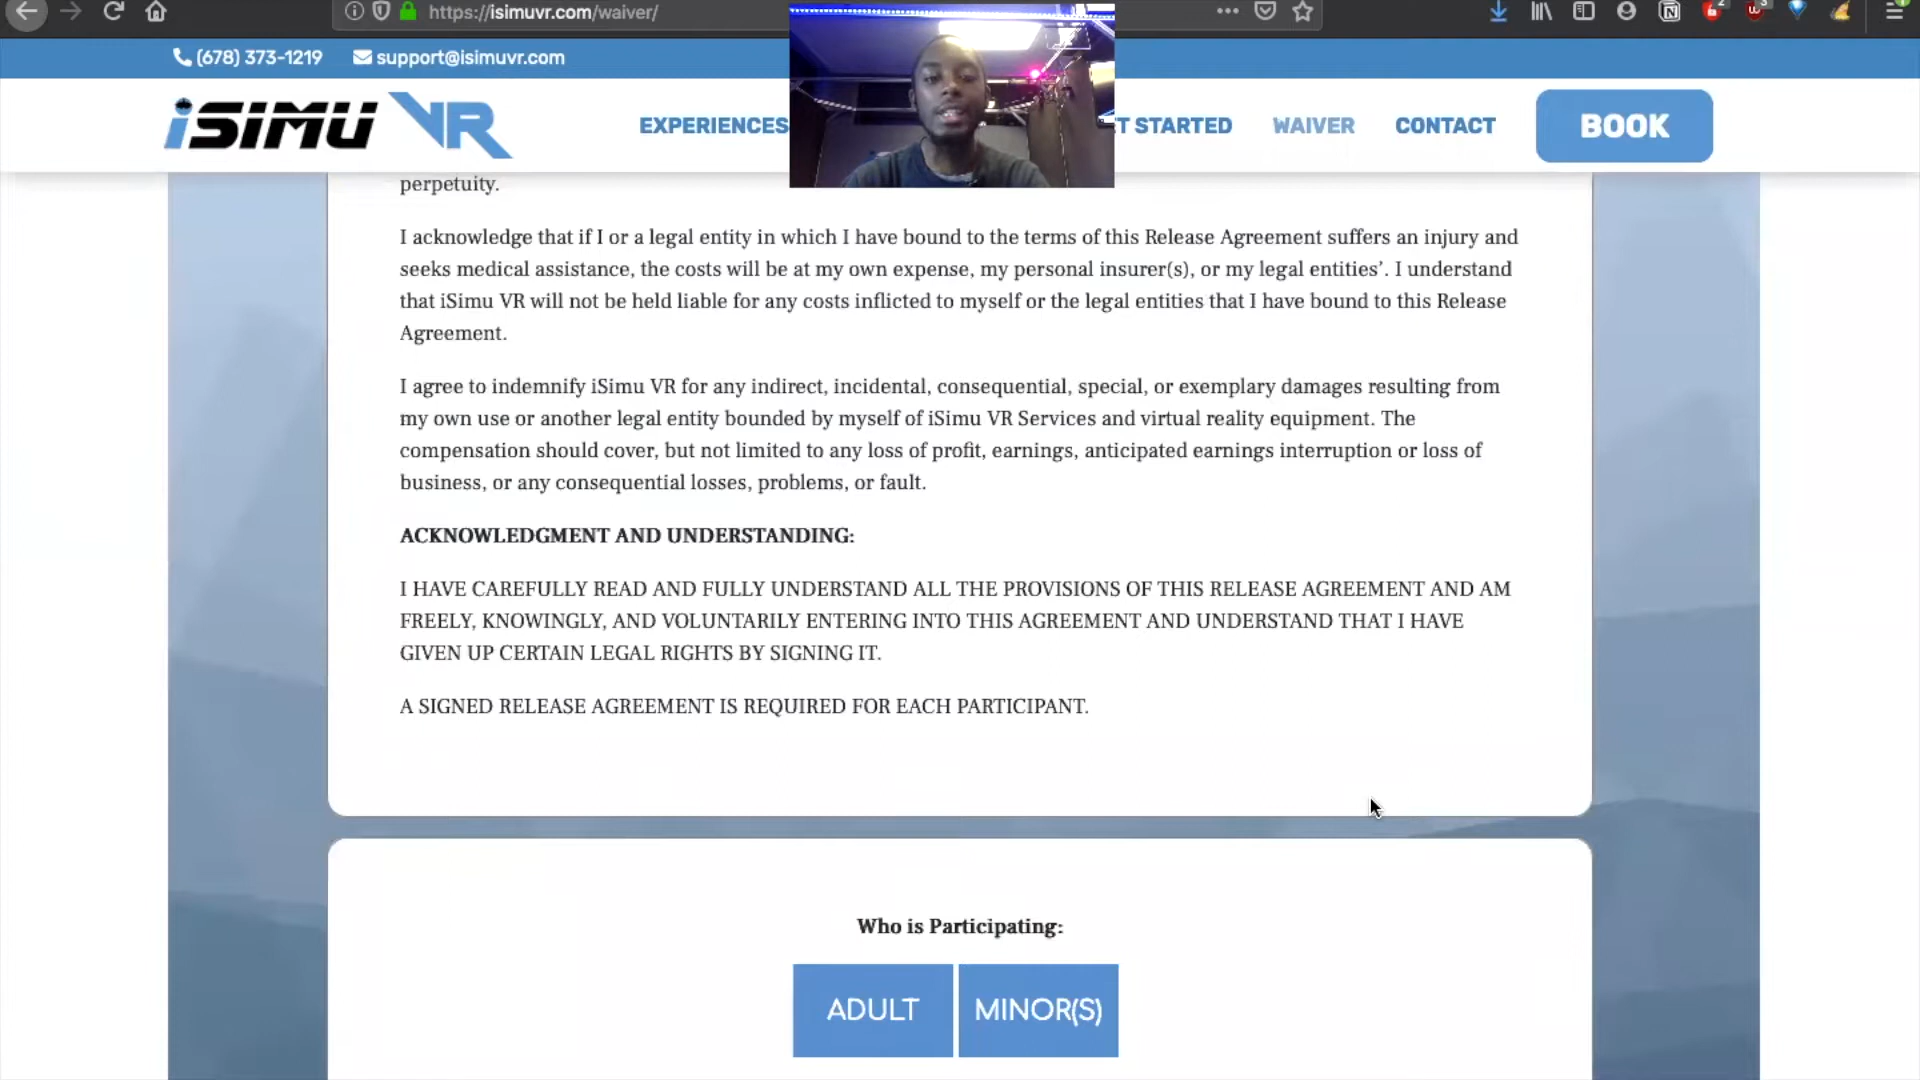 https://isimuvr.com/waiver/
(678) 373-1219 support@isimuvr.com
iSIMU VR
EXPERIENCES T STARTED WAIVER CONTACT BOOK
perpetuity.
I acknowledge that if I or a legal entity in which I have bound to the terms of this Release Agreement suffers an injury and
seeks medical assistance, the costs will be at my own expense, my personal insurer(s), or my legal entities’. I understand
that iSimu VR will not be held liable for any costs inflicted to myself or the legal entities that I have bound to this Release
Agreement.
I agree to indemnify iSimu VR for any indirect, incidental, consequential, special, or exemplary damages resulting from
my own use or another legal entity bounded by myself of iSimu VR Services and virtual reality equipment. The
compensation should cover, but not limited to any loss of profit, earnings, anticipated earnings interruption or loss of
business, or any consequential losses, problems, or fault.
ACKNOWLEDGMENT AND UNDERSTANDING:
I HAVE CAREFULLY READ AND FULLY UNDERSTAND ALL THE PROVISIONS OF THIS RELEASE AGREEMENT AND AM
FREELY, KNOWINGLY, AND VOLUNTARILY ENTERING INTO THIS AGREEMENT AND UNDERSTAND THAT I HAVE
GIVEN UP CERTAIN LEGAL RIGHTS BY SIGNING IT.
A SIGNED RELEASE AGREEMENT IS REQUIRED FOR EACH PARTICIPANT.
Who is Participating:
ADULT MINOR(S)